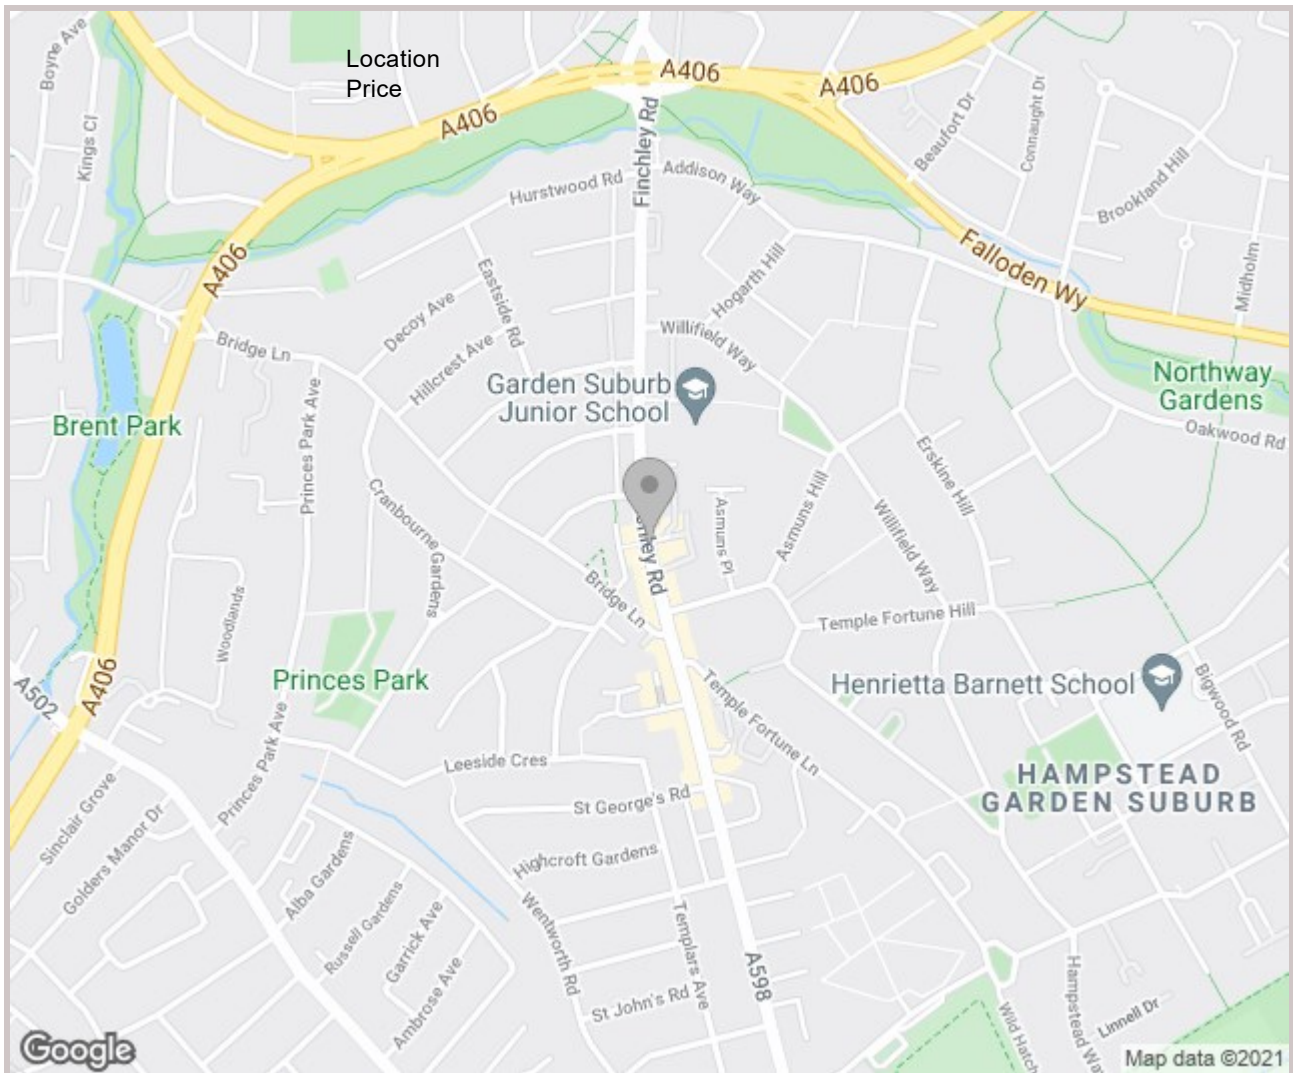 Location
Price
Boyne Ave
Kings Cl
A406
A406
A406
A406
Finchley Rd
Addison Way
Hurstwood Rd
Beaufort Dr
Connaught Dr
Brookland Hill
Midholm
Falloden Wy
Hogarth Hill
Eastside Rd
Decoy Ave
Hillcrest Ave
Willifield Way
Bridge Ln
Garden Suburb
Junior School
Northway
Gardens
Oakwood Rd
Brent Park
Princes Park Ave
Cranbourne Gardens
Erskine Hill
Asmuns Hill
Asmuns Pl
Willifield Way
Bridge Ln
Temple Fortune Hill
Woodlands
Princes Park
Henrietta Barnett School
Bigwood Rd
A502
A406
Temple Fortune Ln
Princes Park Ave
Leeside Cres
St George's Rd
HAMPSTEAD
GARDEN SUBURB
Sinclair Grove
Golders Manor Dr
Highcroft Gardens
Alba Gardens
Russell Gardens
Garrick Ave
Ambrose Ave
Wentworth Rd
Templars Ave
St John's Rd
A598
Hampstead Way
Linnell Dr
Wild Hatch
Google
Map data ©2021